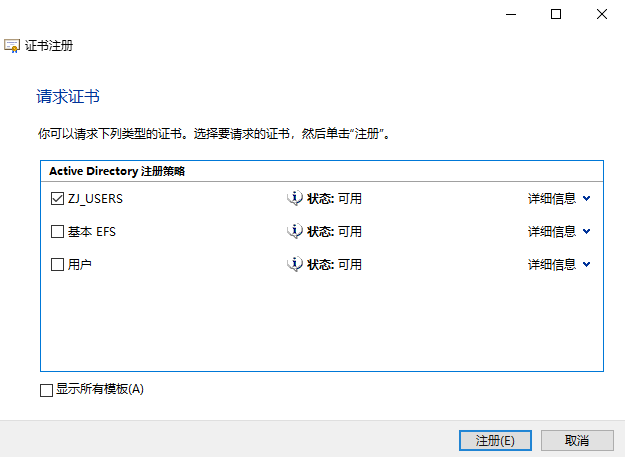 证书注册
请求证书
你可以请求下列类型的证书。选择要请求的证书，然后单击“注册”。
Active Directory 注册策略
ZJ_USERS 状态: 可用 详细信息
基本 EFS 状态: 可用 详细信息
用户 状态: 可用 详细信息
显示所有模板(A)
注册(E) 取消